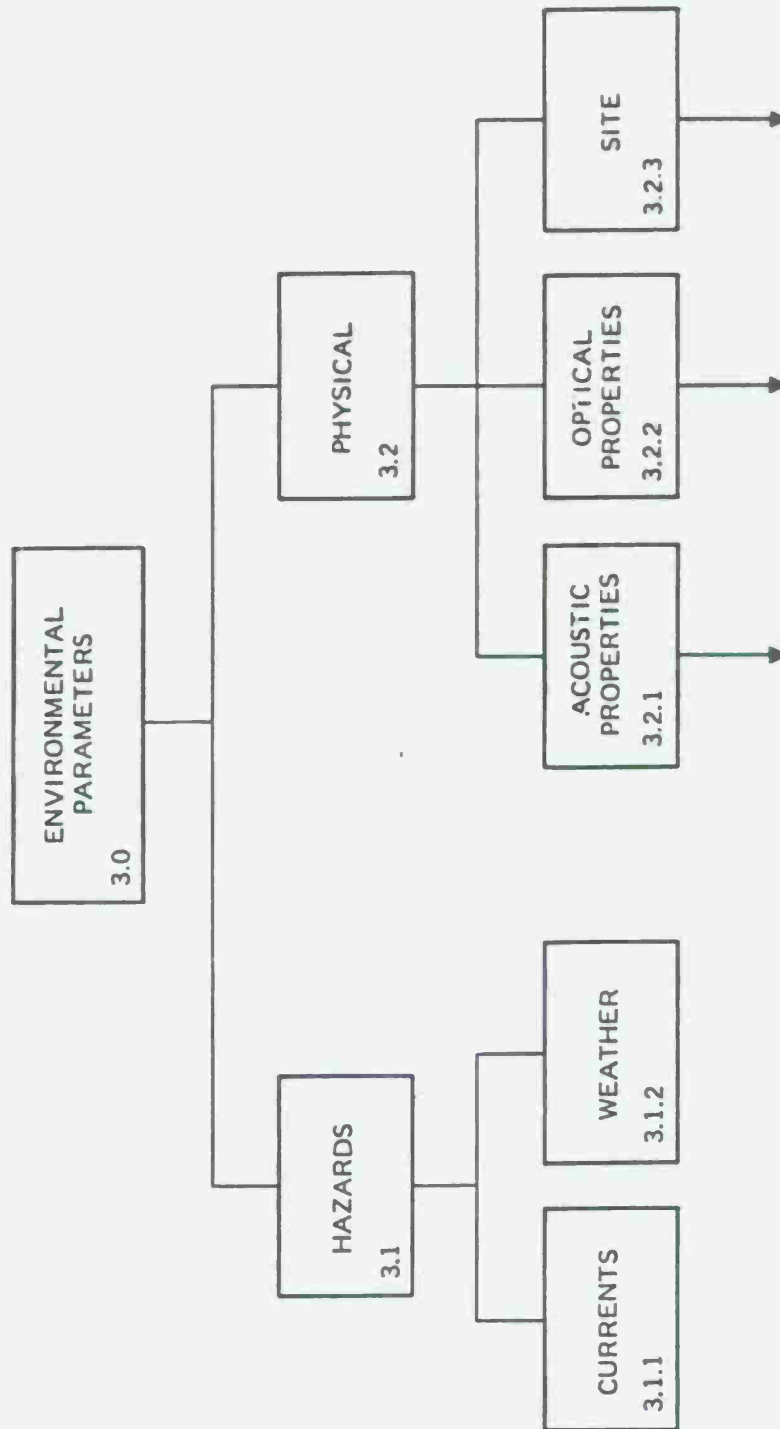 ENVIRONMENTAL
PARAMETERS
3.0
HAZARDS
3.1
PHYSICAL
3.2
CURRENTS
3.1.1
WEATHER
3.1.2
ACOUSTIC
PROPERTIES
3.2.1
OPTICAL
PROPERTIES
3.2.2
SITE
3.2.3